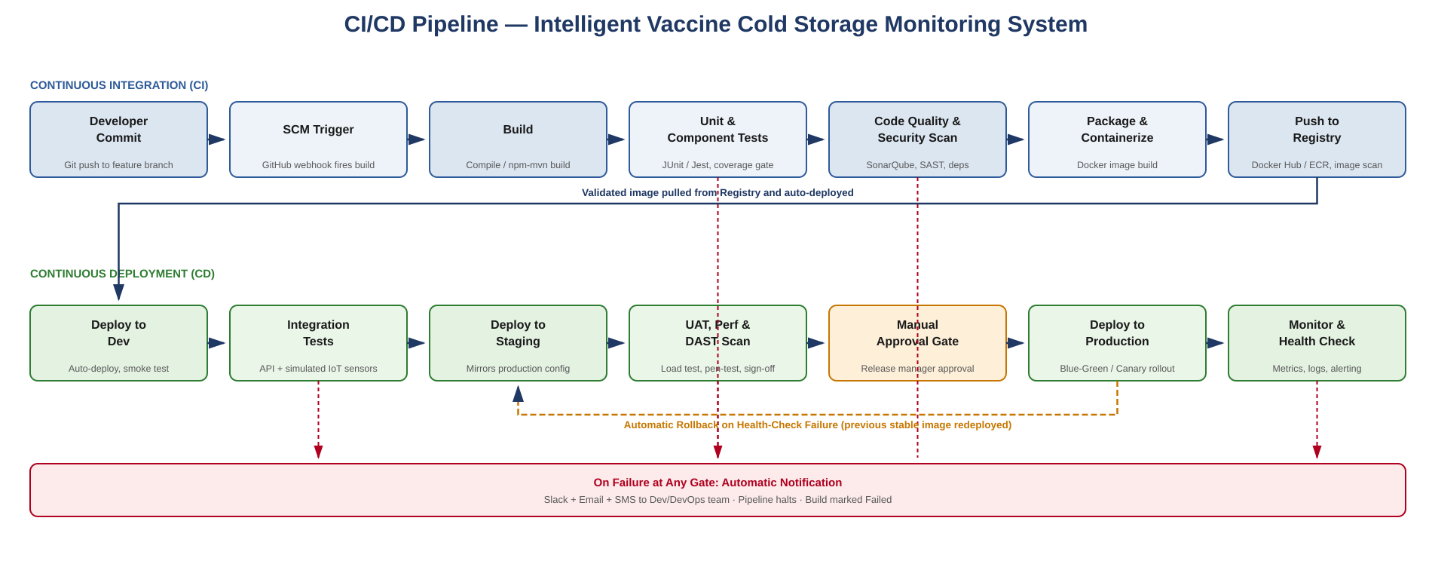 CI/CD Pipeline — Intelligent Vaccine Cold Storage Monitoring System
CONTINUOUS INTEGRATION (CI)
Developer
Commit
Git push to feature branch
SCM Trigger
GitHub webhook fires build
Build
Compile / npm-mvn build
Unit &
Component Tests
JUnit / Jest, coverage gate
Code Quality &
Security Scan
SonarQube, SAST, deps
Package &
Containerize
Docker image build
Push to
Registry
Docker Hub / ECR, image scan
Validated image pulled from Registry and auto-deployed
CONTINUOUS DEPLOYMENT (CD)
Deploy to
Dev
Auto-deploy, smoke test
Integration
Tests
API + simulated IoT sensors
Deploy to
Staging
Mirrors production config
UAT, Perf &
DAST Scan
Load test, pen-test, sign-off
Manual
Approval Gate
Release manager approval
Deploy to
Production
Blue-Green / Canary rollout
Monitor &
Health Check
Metrics, logs, alerting
Automatic Rollback on Health-Check Failure (previous stable image redeployed)
On Failure at Any Gate: Automatic Notification
Slack + Email + SMS to Dev/DevOps team · Pipeline halts · Build marked Failed